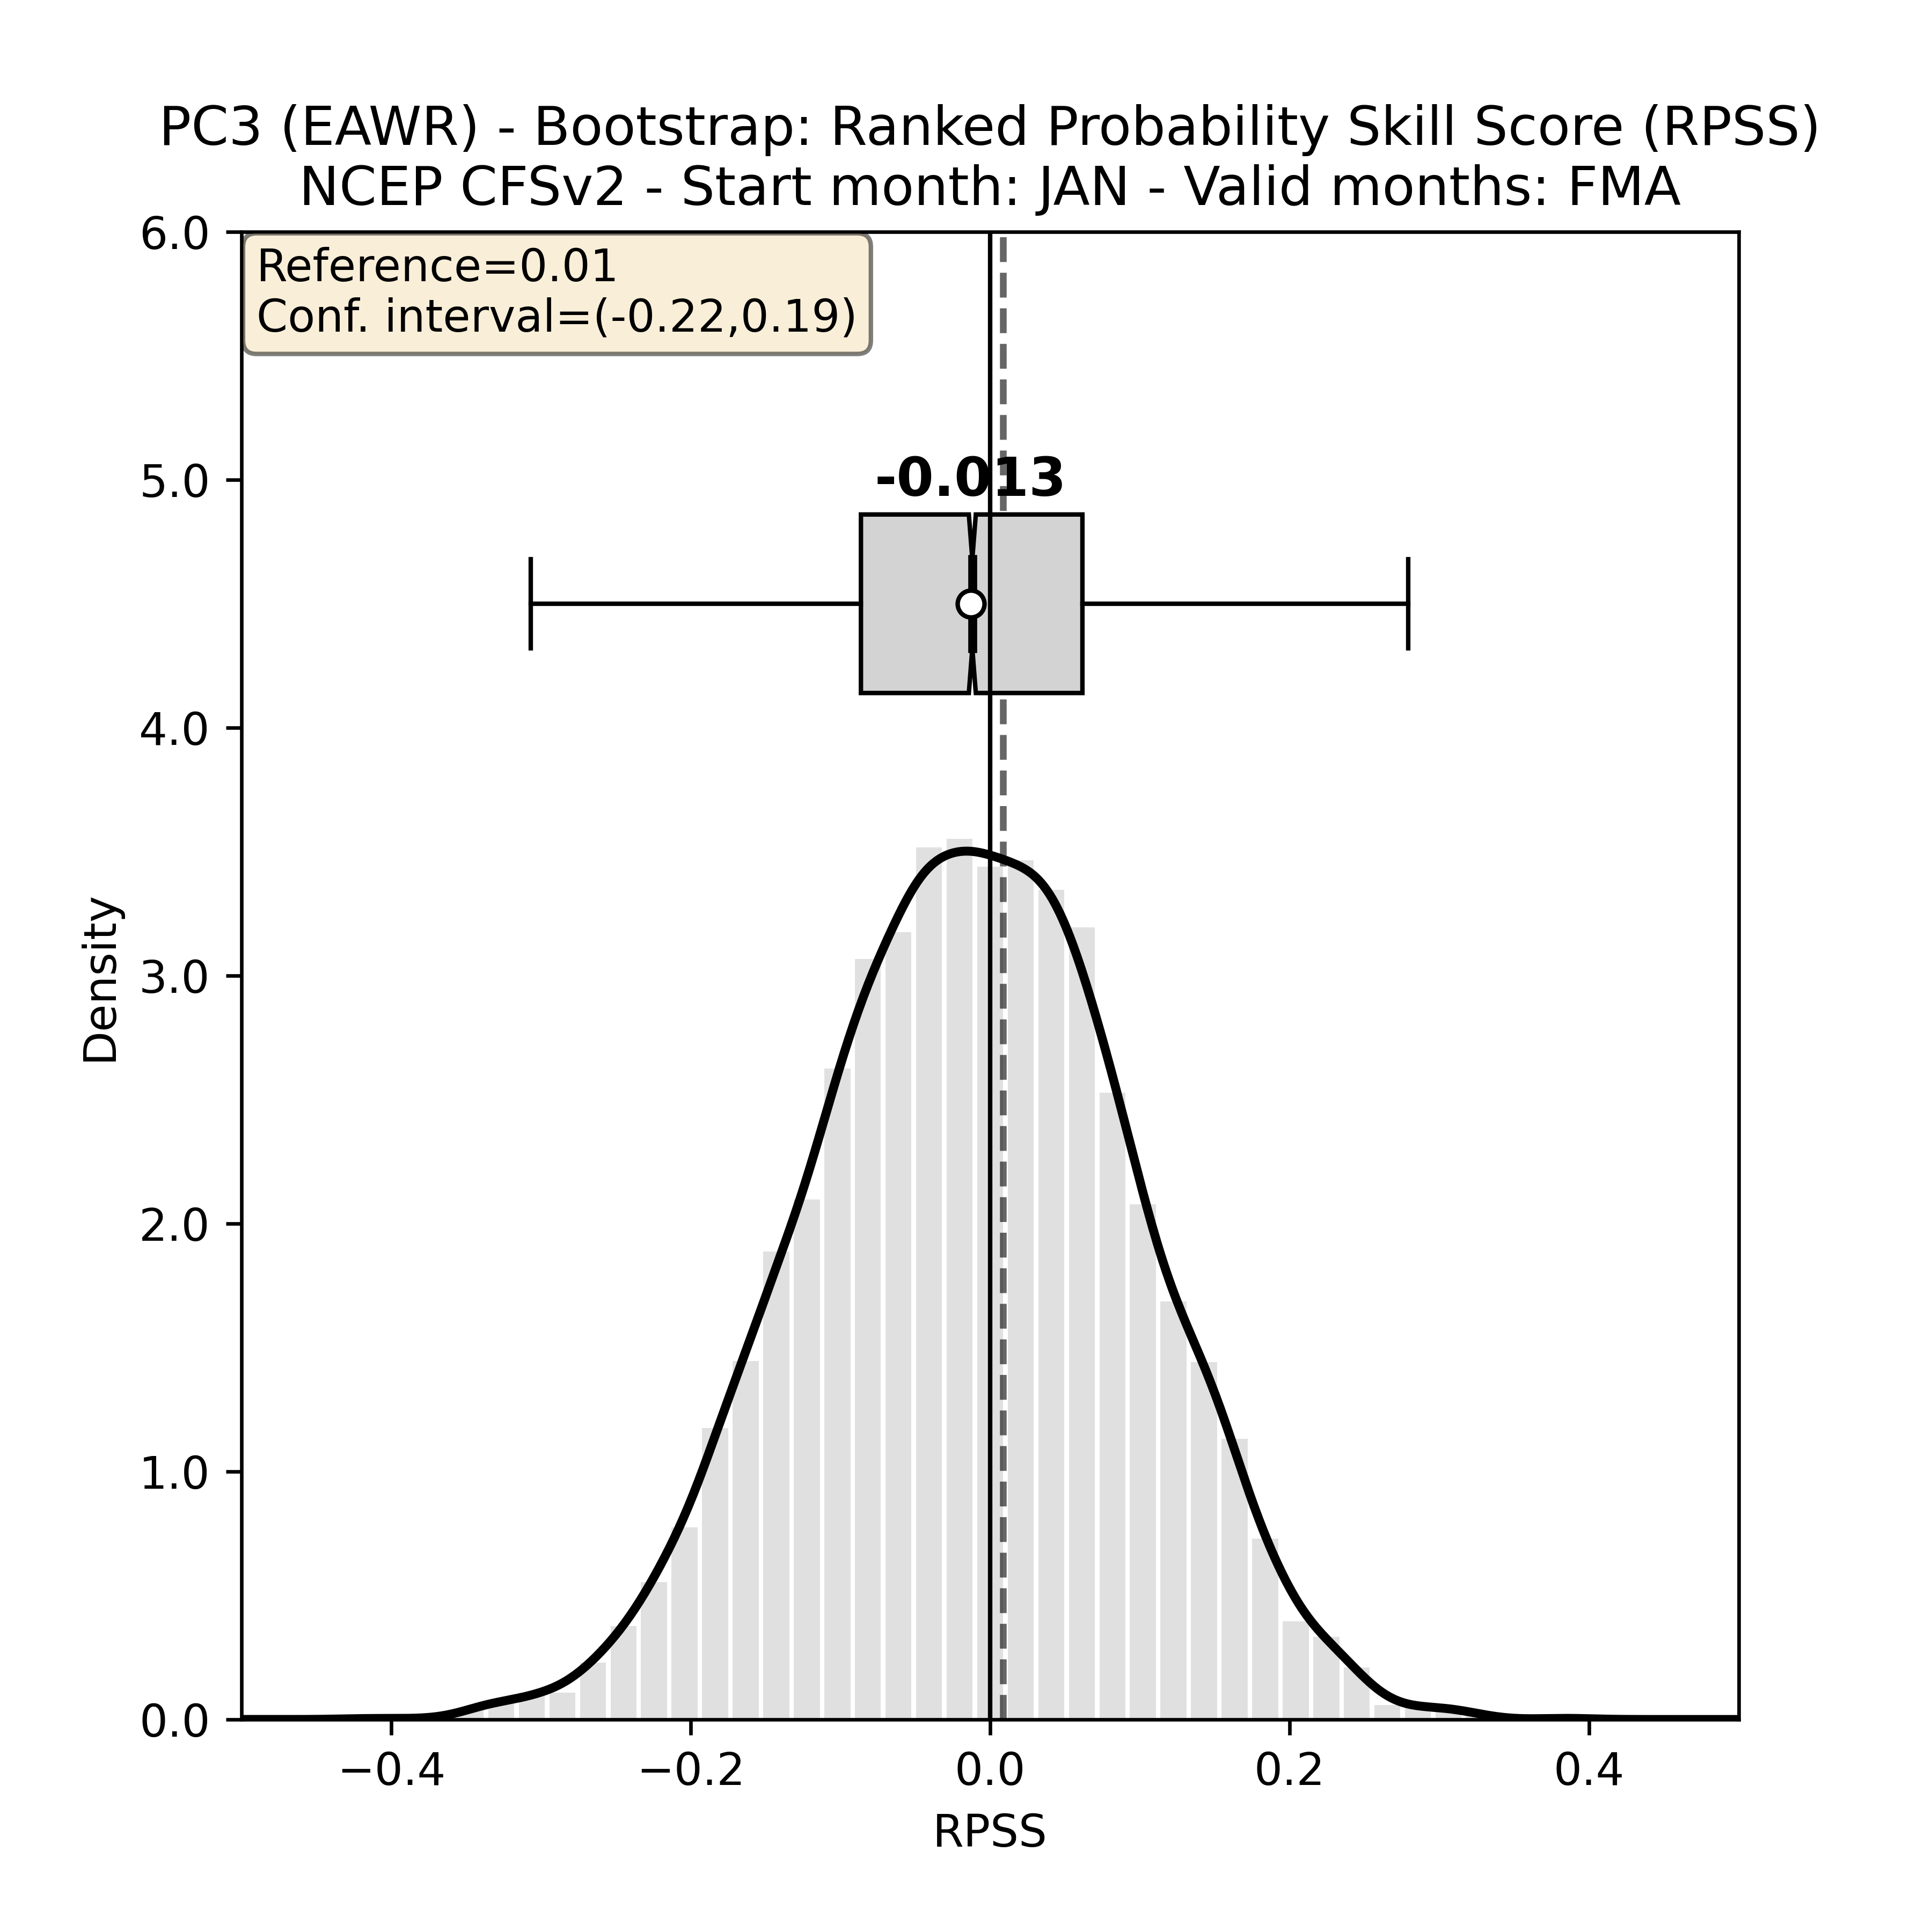 PC3 (EAWR) - Bootstrap: Ranked Probability Skill Score (RPSS)
NCEP CFSv2 - Start month: JAN - Valid months: FMA
Reference=0.01
Conf. interval=(-0.22,0.19)
-0.013
6.0
5.0
4.0
3.0
2.0
1.0
0.0
Density
−0.4
−0.2
0.0
0.2
0.4
RPSS